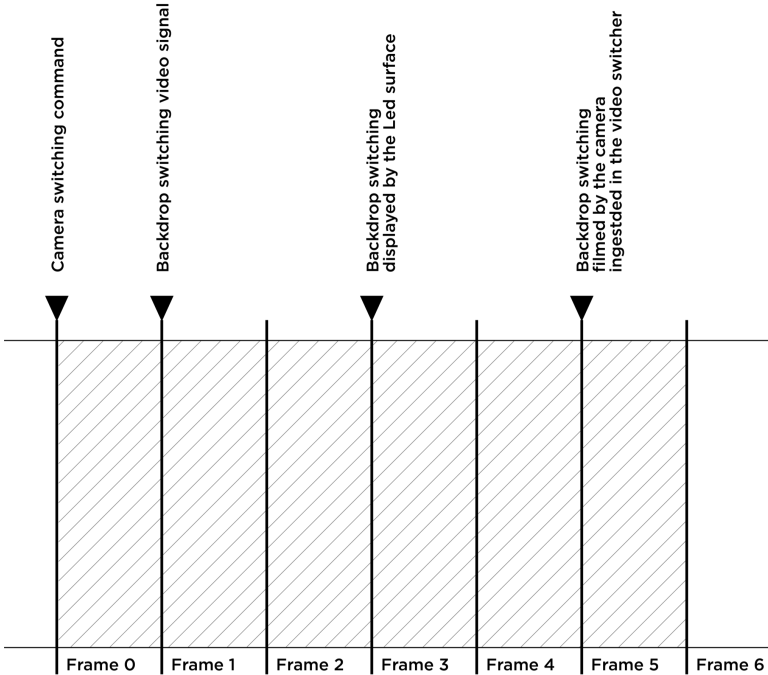 Camera switching command
Backdrop switching video signal
Backdrop switching
displayed by the Led surface
Backdrop switching
filmed by the camera
ingestded in the video switcher
Frame 0
Frame 1
Frame 2
Frame 3
Frame 4
Frame 5
Frame 6